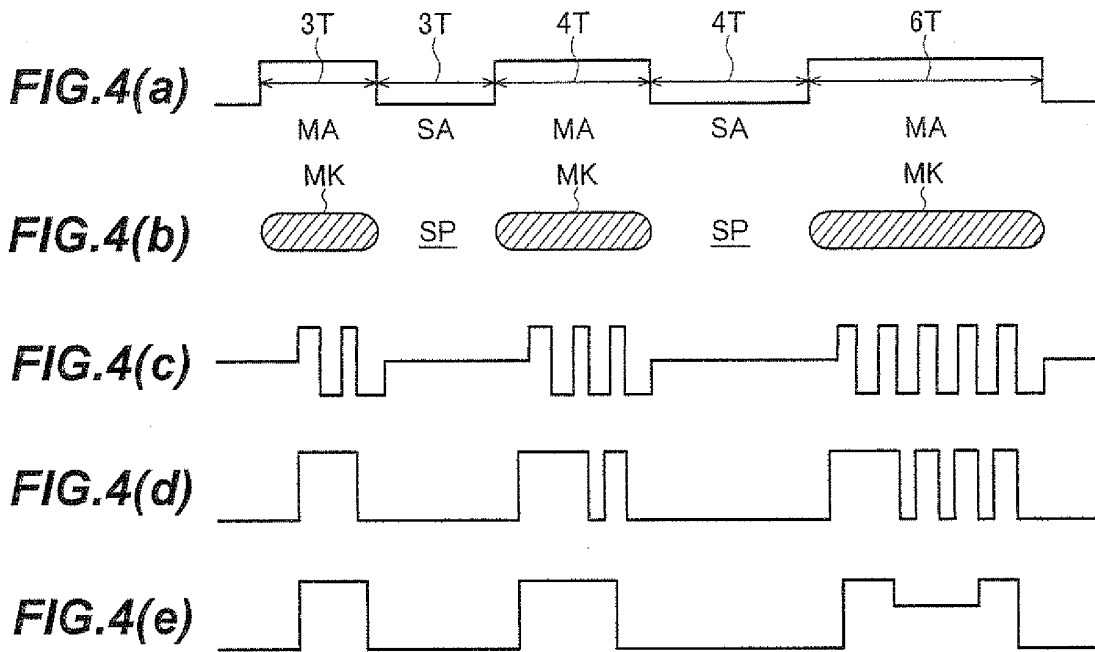 3T 3T 4T 4T 6T
FIG.4(a)
MA SA MA SA MA
MK MK MK
FIG.4(b) SP SP
FIG.4(c)
FIG.4(d)
FIG.4(e)